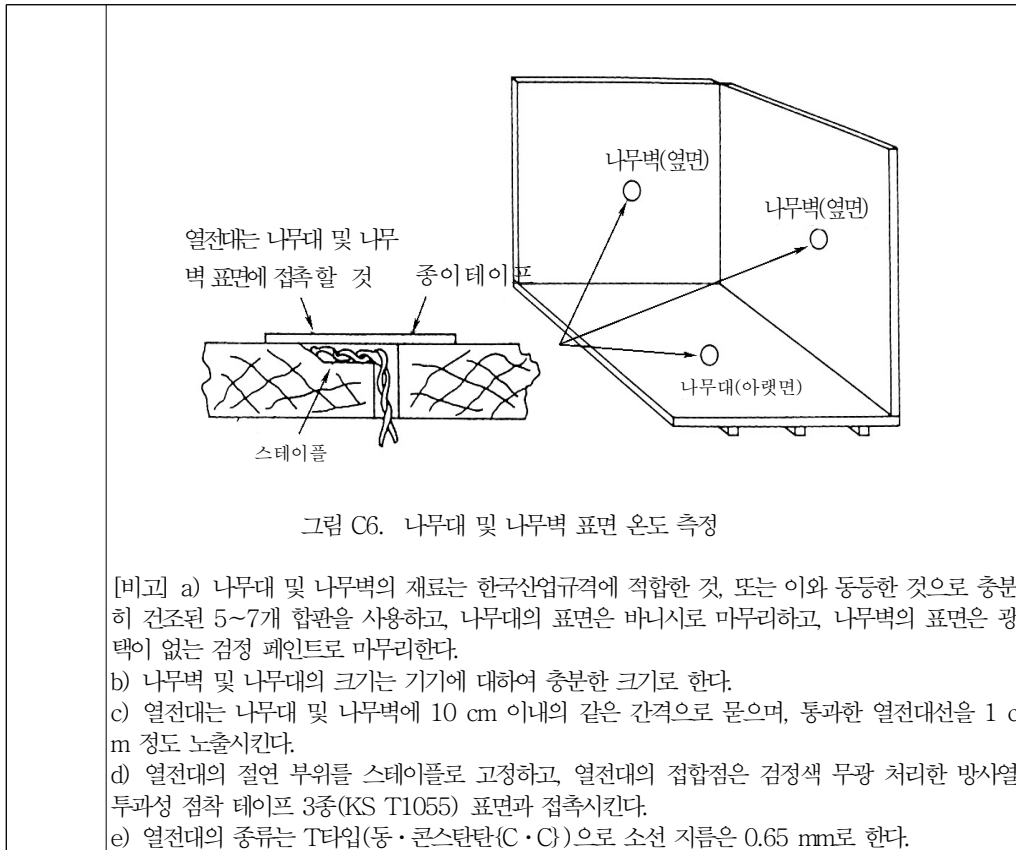 나무벽(옆면)
나무벽(옆면)
열전대는 나무대 및 나무
벽 표면에 접촉할 것
종이테이프
나무대(아랫면)
스테이플
그림 C6. 나무대 및 나무벽 표면 온도 측정
[비고] a) 나무대 및 나무벽의 재료는 한국산업규격에 적합한 것, 또는 이와 동등한 것으로 충분
히 건조된 5~7개 합판을 사용하고, 나무대의 표면은 바니시로 마무리하고, 나무벽의 표면은 광
택이 없는 검정 페인트로 마무리한다.
b) 나무벽 및 나무대의 크기는 기기에 대하여 충분한 크기로 한다.
c) 열전대는 나무대 및 나무벽에 10 cm 이내의 같은 간격으로 묻으며, 통과한 열전대선을 1 c
m 정도 노출시킨다.
d) 열전대의 절연 부위를 스테이플로 고정하고, 열전대의 접합점은 검정색 무광 처리한 방사열
투과성 점착 테이프 3종(KS T1055) 표면과 접촉시킨다.
e) 열전대의 종류는 T타입(동・콘스탄탄{C・C})으로 소선 지름은 0.65 mm로 한다.